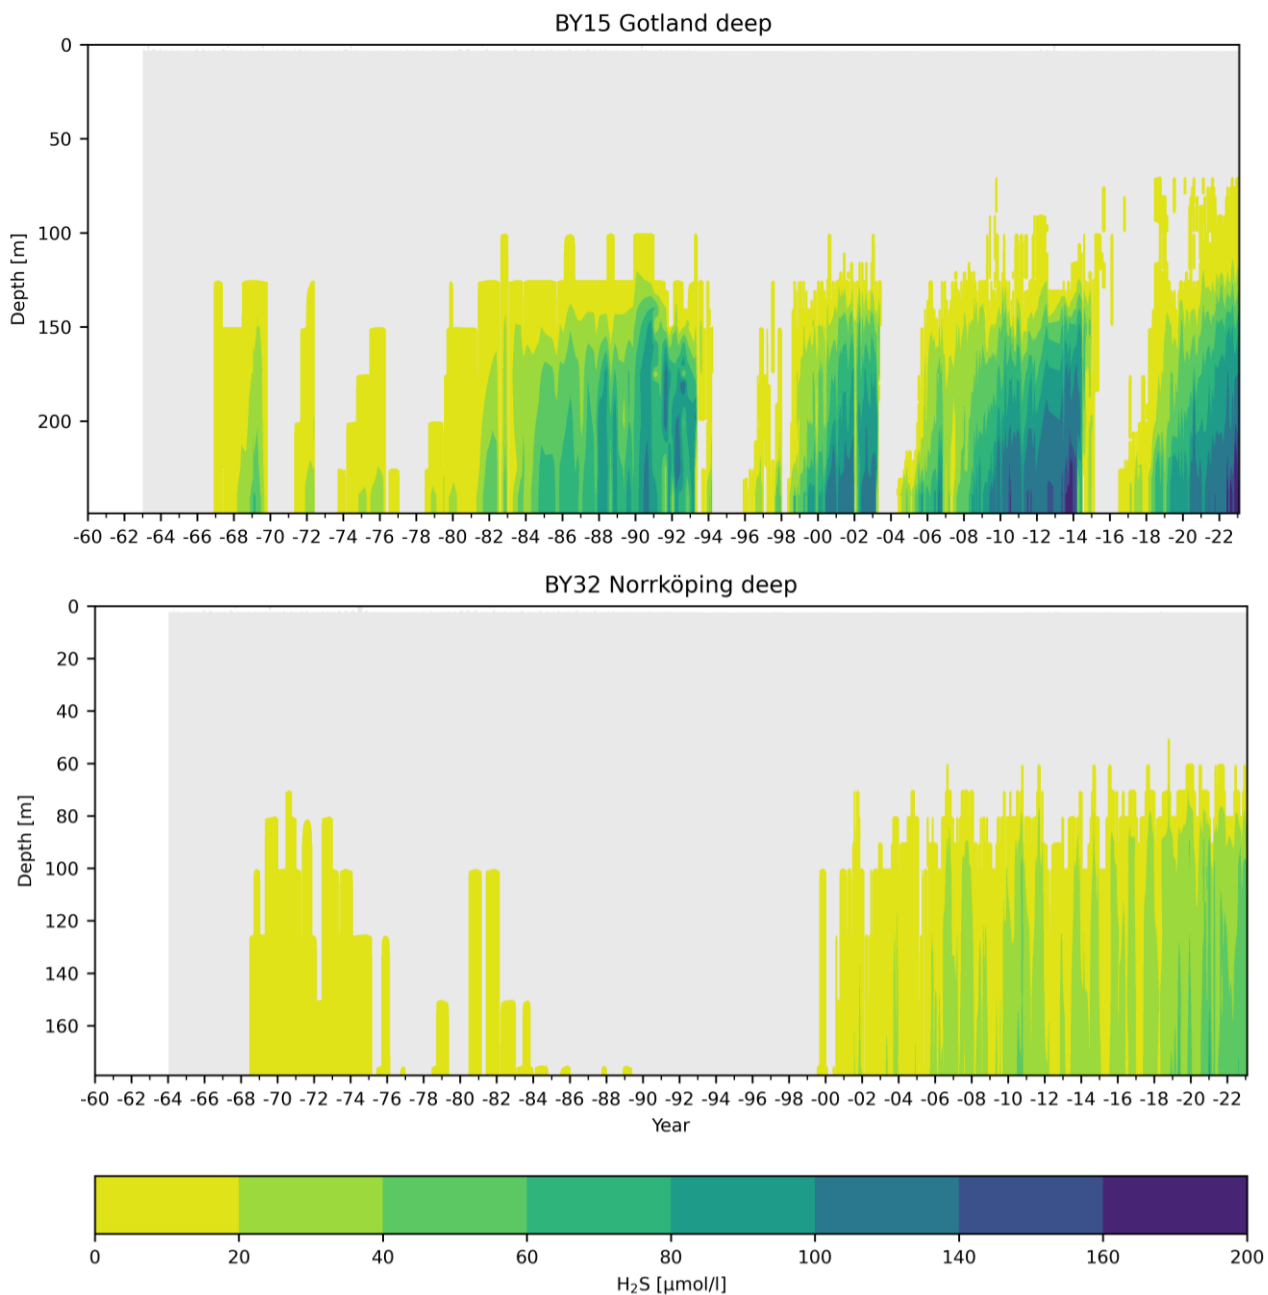 BY15 Gotland deep
0
50
100
150
200
Depth [m]
-60 -62 -64 -66 -68 -70 -72 -74 -76 -78 -80 -82 -84 -86 -88 -90 -92 -94 -96 -98 -00 -02 -04 -06 -08 -10 -12 -14 -16 -18 -20 -22
BY32 Norrköping deep
0
20
40
60
80
100
120
140
160
Depth [m]
-60 -62 -64 -66 -68 -70 -72 -74 -76 -78 -80 -82 -84 -86 -88 -90 -92 -94 -96 -98 -00 -02 -04 -06 -08 -10 -12 -14 -16 -18 -20 -22
Year
0 20 40 60 80 100 140 160 200
H₂S [μmol/l]